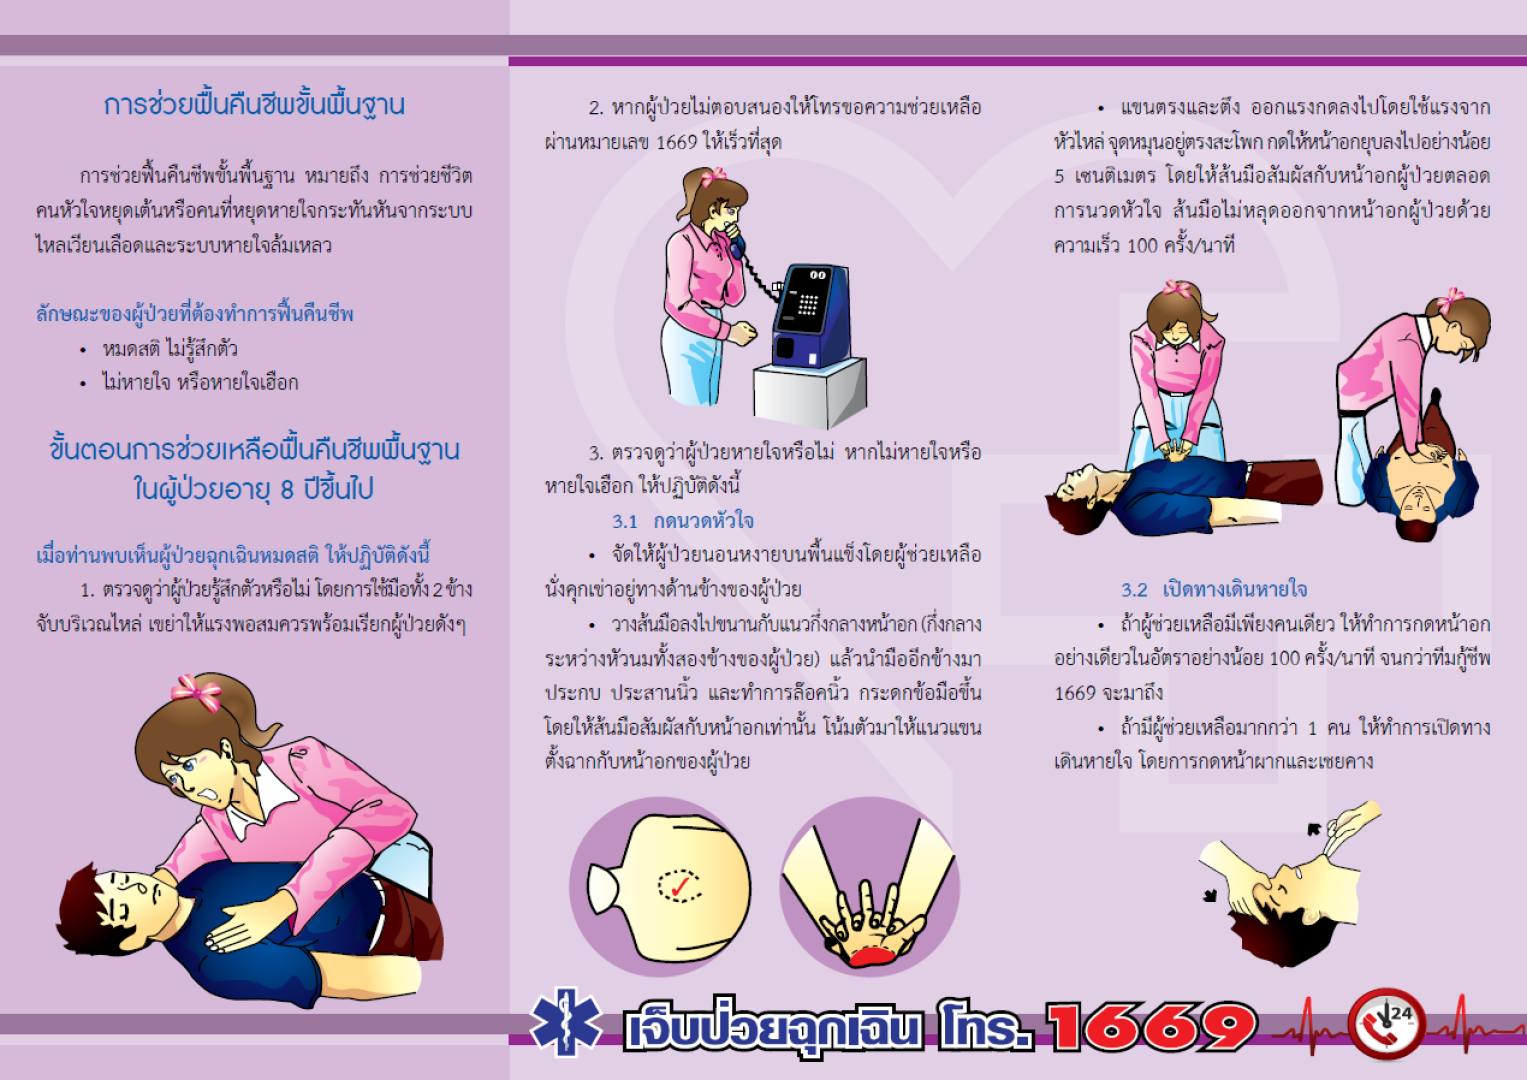 การช่วยฟื้นคืนชีพขั้นพื้นฐาน
การช่วยฟื้นคืนชีพขั้นพื้นฐาน หมายถึง การช่วยชีวิต
คนหัวใจหยุดเต้นหรือคนที่หยุดหายใจกระทันหันจากระบบ
ไหลเวียนเลือดและระบบหายใจล้มเหลว
ลักษณะของผู้ป่วยที่ต้องทำการฟื้นคืนชีพ
• หมดสติ ไม่รู้สึกตัว
• ไม่หายใจ หรือหายใจเฮือก
ขั้นตอนการช่วยเหลือฟื้นคืนชีพพื้นฐาน
ในผู้ป่วยอายุ 8 ปีขึ้นไป
เมื่อท่านพบเห็นผู้ป่วยฉุกเฉินหมดสติ ให้ปฏิบัติดังนี้
1. ตรวจดูว่าผู้ป่วยรู้สึกตัวหรือไม่ โดยการใช้มือทั้ง 2 ข้าง
จับบริเวณไหล่ เขย่าให้แรงพอสมควรพร้อมเรียกผู้ป่วยดังๆ
2. หากผู้ป่วยไม่ตอบสนองให้โทรขอความช่วยเหลือ
ผ่านหมายเลข 1669 ให้เร็วที่สุด
3. ตรวจดูว่าผู้ป่วยหายใจหรือไม่ หากไม่หายใจหรือ
หายใจเฮือก ให้ปฏิบัติดังนี้
3.1 กดนวดหัวใจ
• จัดให้ผู้ป่วยนอนหงายบนพื้นแข็งโดยผู้ช่วยเหลือ
นั่งคุกเข่าอยู่ทางด้านข้างของผู้ป่วย
• วางส้นมือลงไปขนานกับแนวกึ่งกลางหน้าอก (กึ่งกลาง
ระหว่างหัวนมทั้งสองข้างของผู้ป่วย) แล้วนำมืออีกข้างมา
ประกบ ประสานนิ้ว และทำการล๊อคนิ้ว กระดกข้อมือขึ้น
โดยให้ส้นมือสัมผัสกับหน้าอกเท่านั้น โน้มตัวมาให้แนวแขน
ตั้งฉากกับหน้าอกของผู้ป่วย
• แขนตรงและตึง ออกแรงกดลงไปโดยใช้แรงจาก
หัวไหล่ จุดหมุนอยู่ตรงสะโพก กดให้หน้าอกยุบลงไปอย่างน้อย
5 เซนติเมตร โดยให้ส้นมือสัมผัสกับหน้าอกผู้ป่วยตลอด
การนวดหัวใจ ส้นมือไม่หลุดออกจากหน้าอกผู้ป่วยด้วย
ความเร็ว 100 ครั้ง/นาที
3.2 เปิดทางเดินหายใจ
• ถ้าผู้ช่วยเหลือมีเพียงคนเดียว ให้ทำการกดหน้าอก
อย่างเดียวในอัตราอย่างน้อย 100 ครั้ง/นาที จนกว่าทีมกู้ชีพ
1669 จะมาถึง
• ถ้ามีผู้ช่วยเหลือมากกว่า 1 คน ให้ทำการเปิดทาง
เดินหายใจ โดยการกดหน้าผากและเชยคาง
เจ็บป่วยฉุกเฉิน โทร. 1669
24